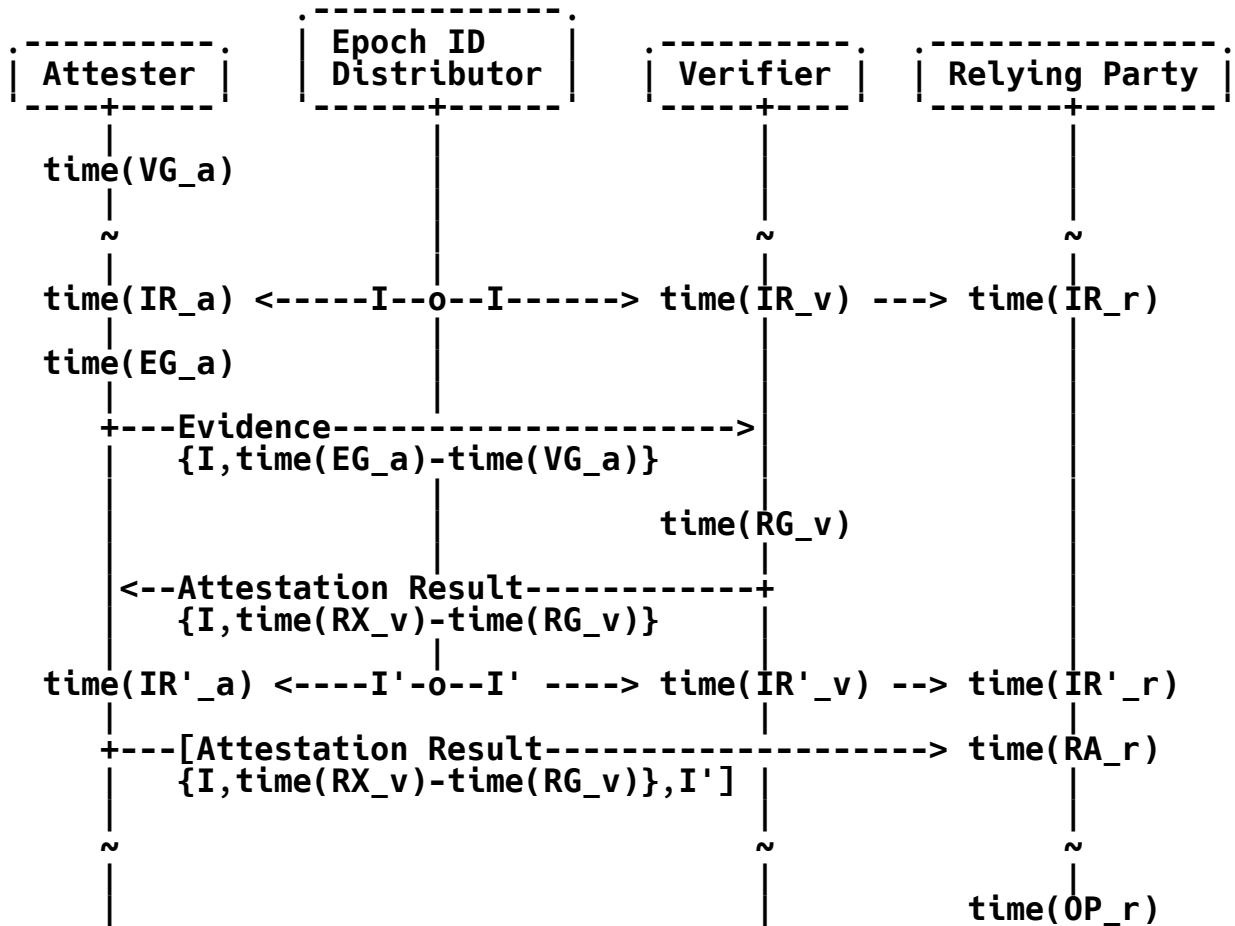 .-------------.
.----------.   | Epoch ID    |   .----------.  .---------------.
| Attester |   | Distributor |   | Verifier |  | Relying Party |
'----+-----'   '------+------'   '-----+----'  '-------+-------'
time(VG_a)
~ ~ ~
time(IR_a) <-----I--o--I------> time(IR_v) ---> time(IR_r)
time(EG_a)
+---Evidence--------------------->|
{I,time(EG_a)-time(VG_a)}
time(RG_v)
|<--Attestation Result------------+
{I,time(RX_v)-time(RG_v)}
time(IR'_a) <----I'-o--I' ----> time(IR'_v) --> time(IR'_r)
+---[Attestation Result--------------------> time(RA_r)
{I,time(RX_v)-time(RG_v)},I']
~ ~ ~
time(OP_r)